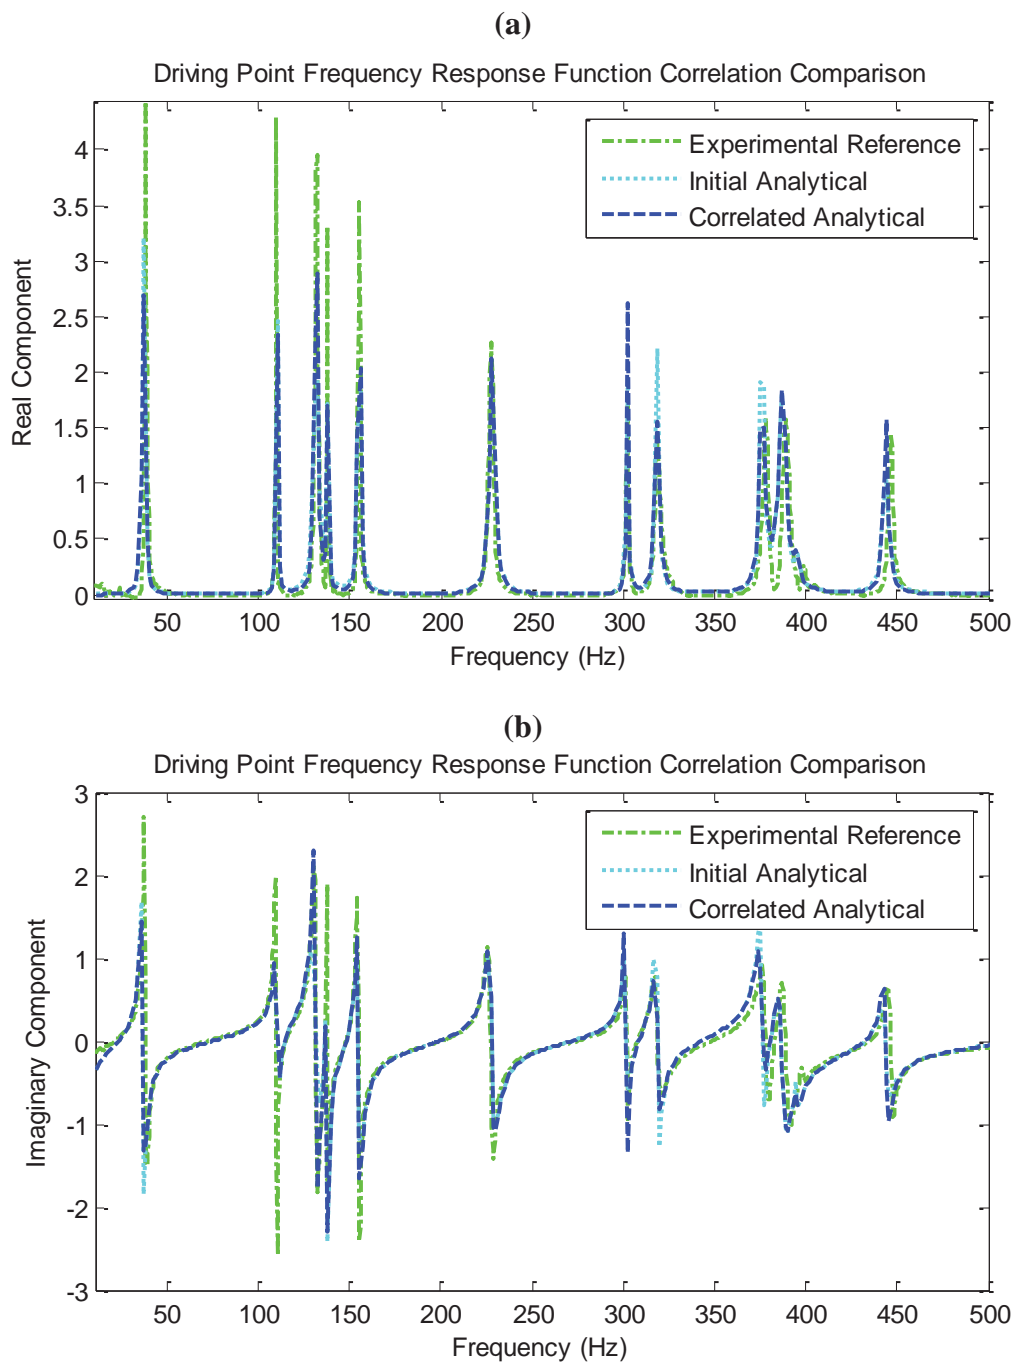 (a)
Driving Point Frequency Response Function Correlation Comparison
Real Component
4
3.5
3
2.5
2
1.5
1
0.5
0
Experimental Reference
Initial Analytical
Correlated Analytical
50 100 150 200 250 300 350 400 450 500
Frequency (Hz)
(b)
Driving Point Frequency Response Function Correlation Comparison
Imaginary Component
3
2
1
0
-1
-2
-3
Experimental Reference
Initial Analytical
Correlated Analytical
50 100 150 200 250 300 350 400 450 500
Frequency (Hz)